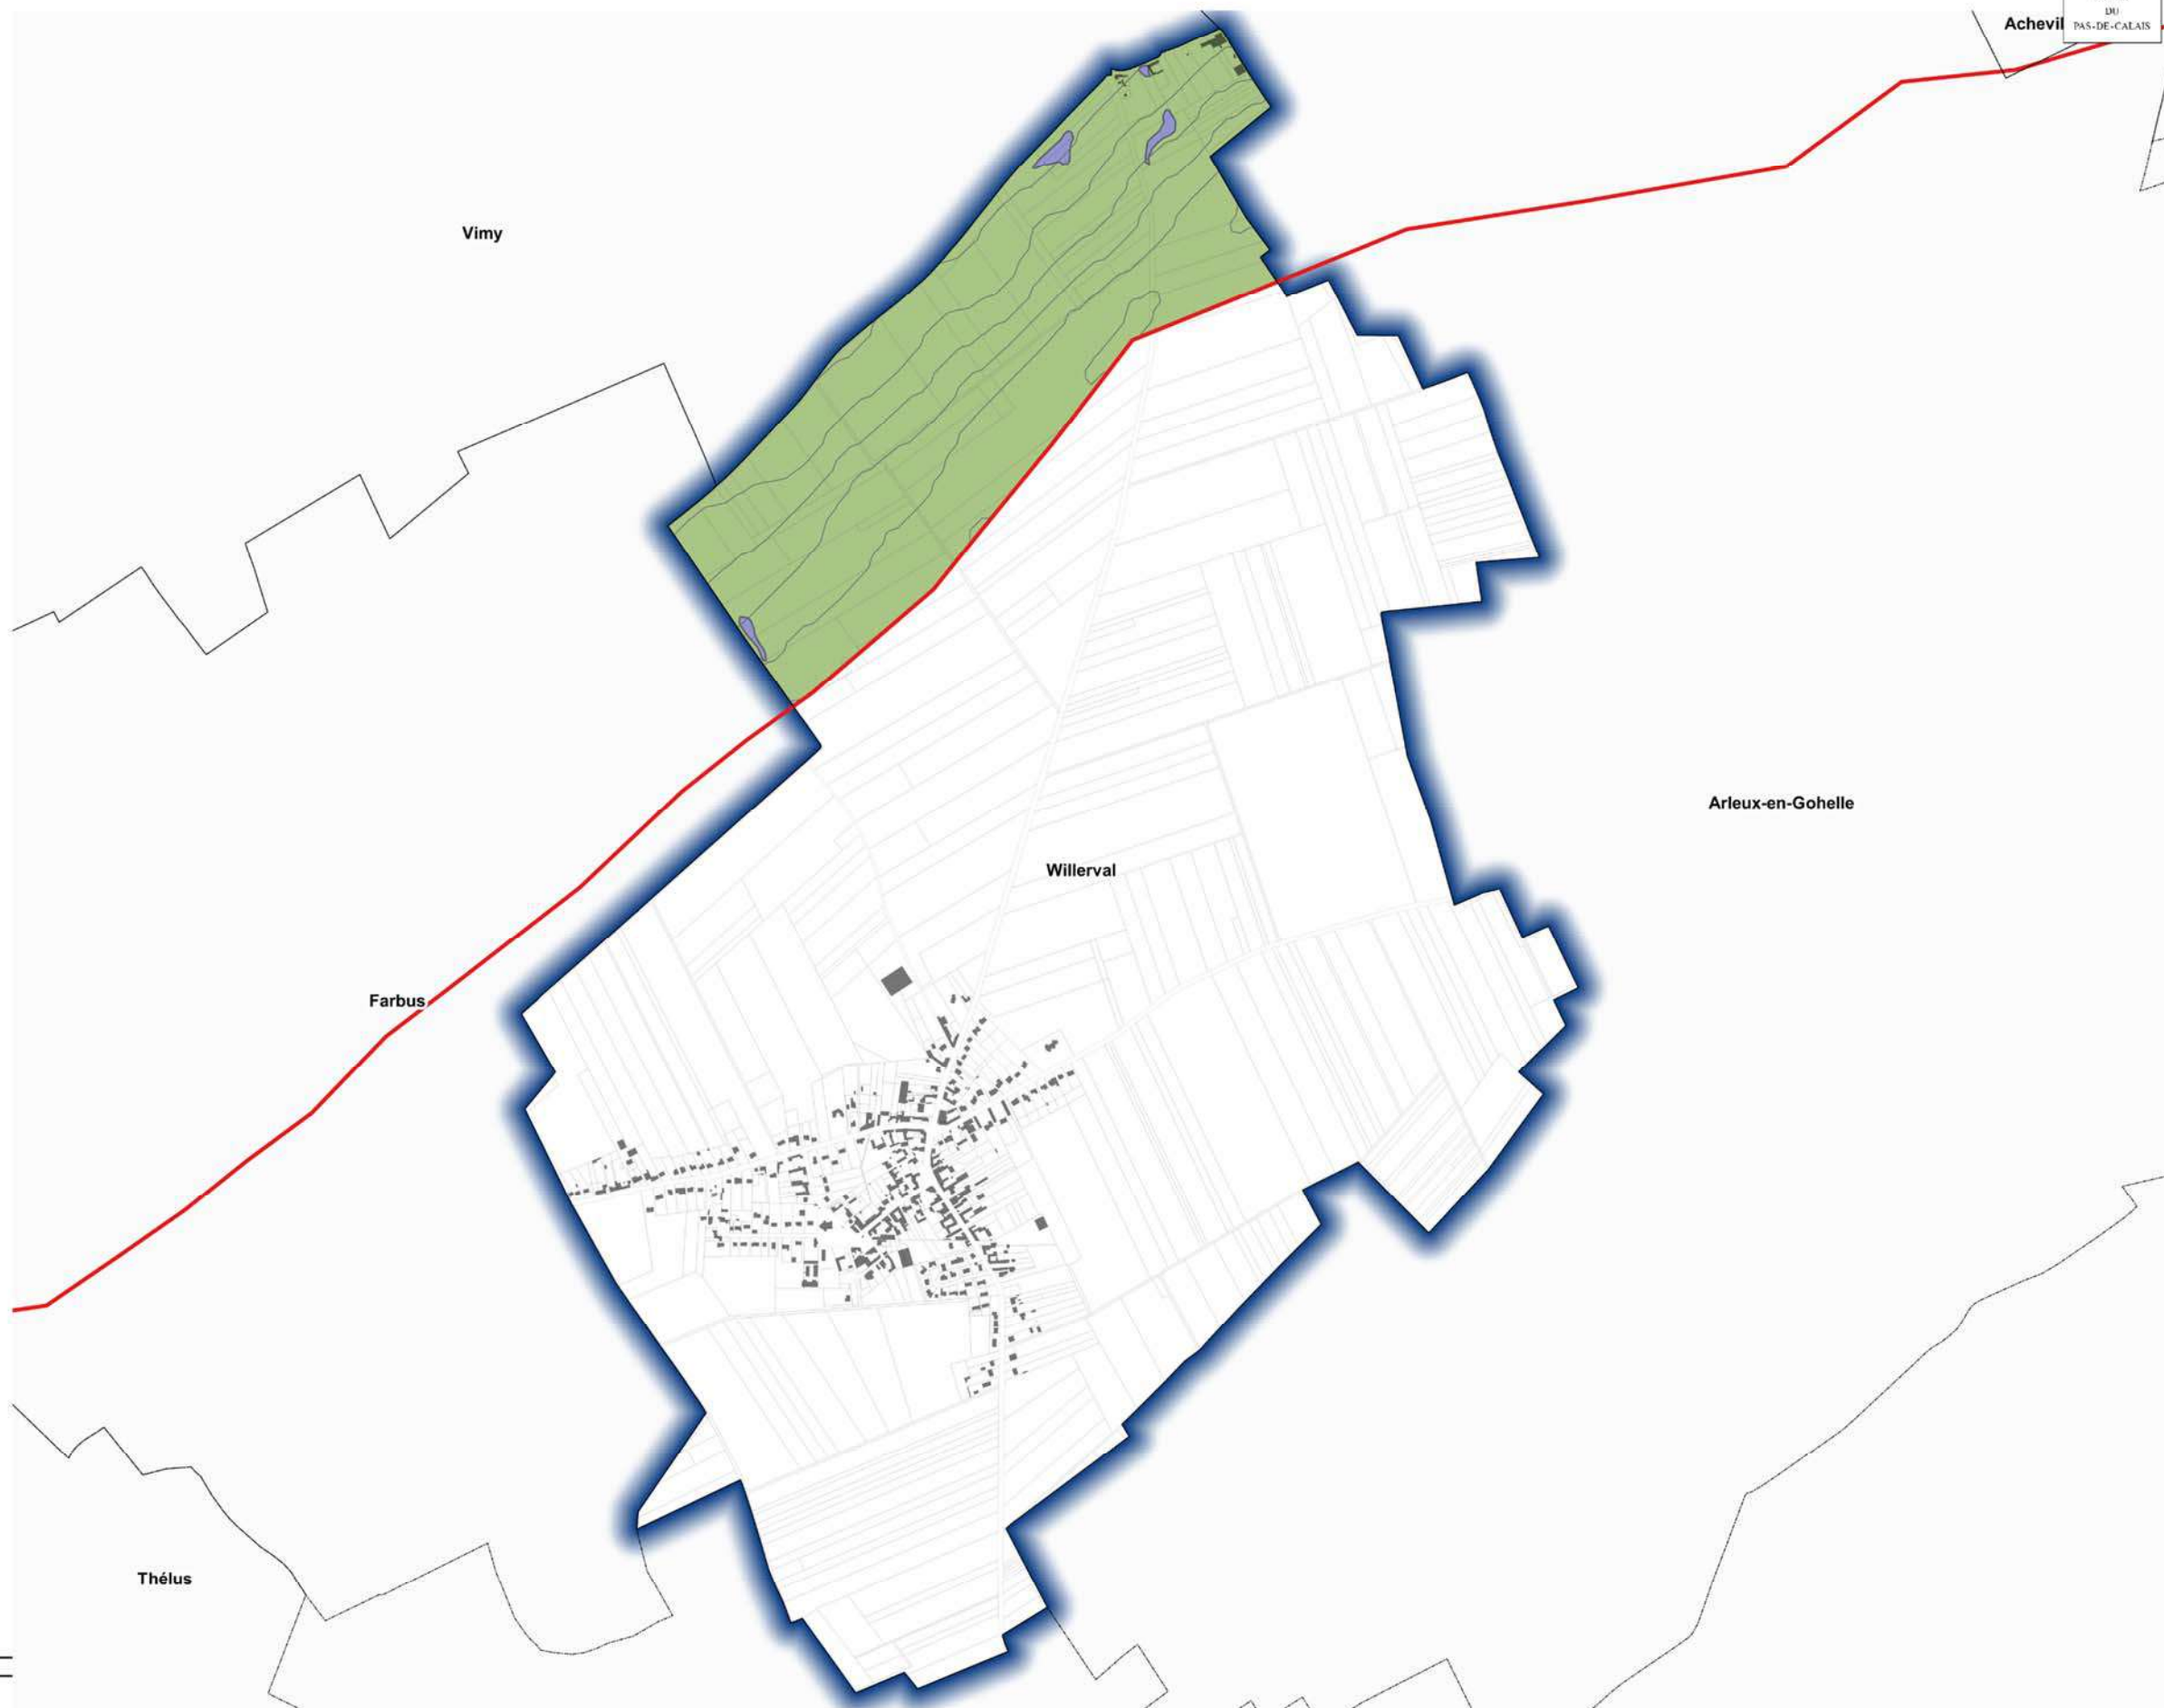 Achevil
DU
PAS-DE-CALAIS
Vimy
Arleux-en-Gohelle
Willerval
Farbus
Thélus